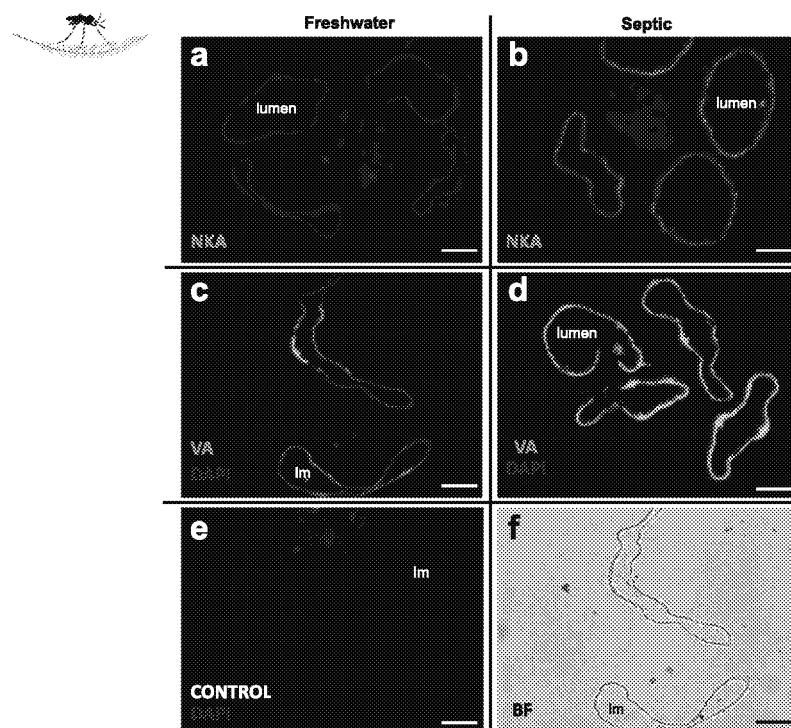 Freshwater
Septic
a
lumen
NKA
b
lumen
NKA
c
VA
DAPI
lm
d
lumen
VA
DAPI
e
lm
CONTROL
DAPI
f
BF
lm